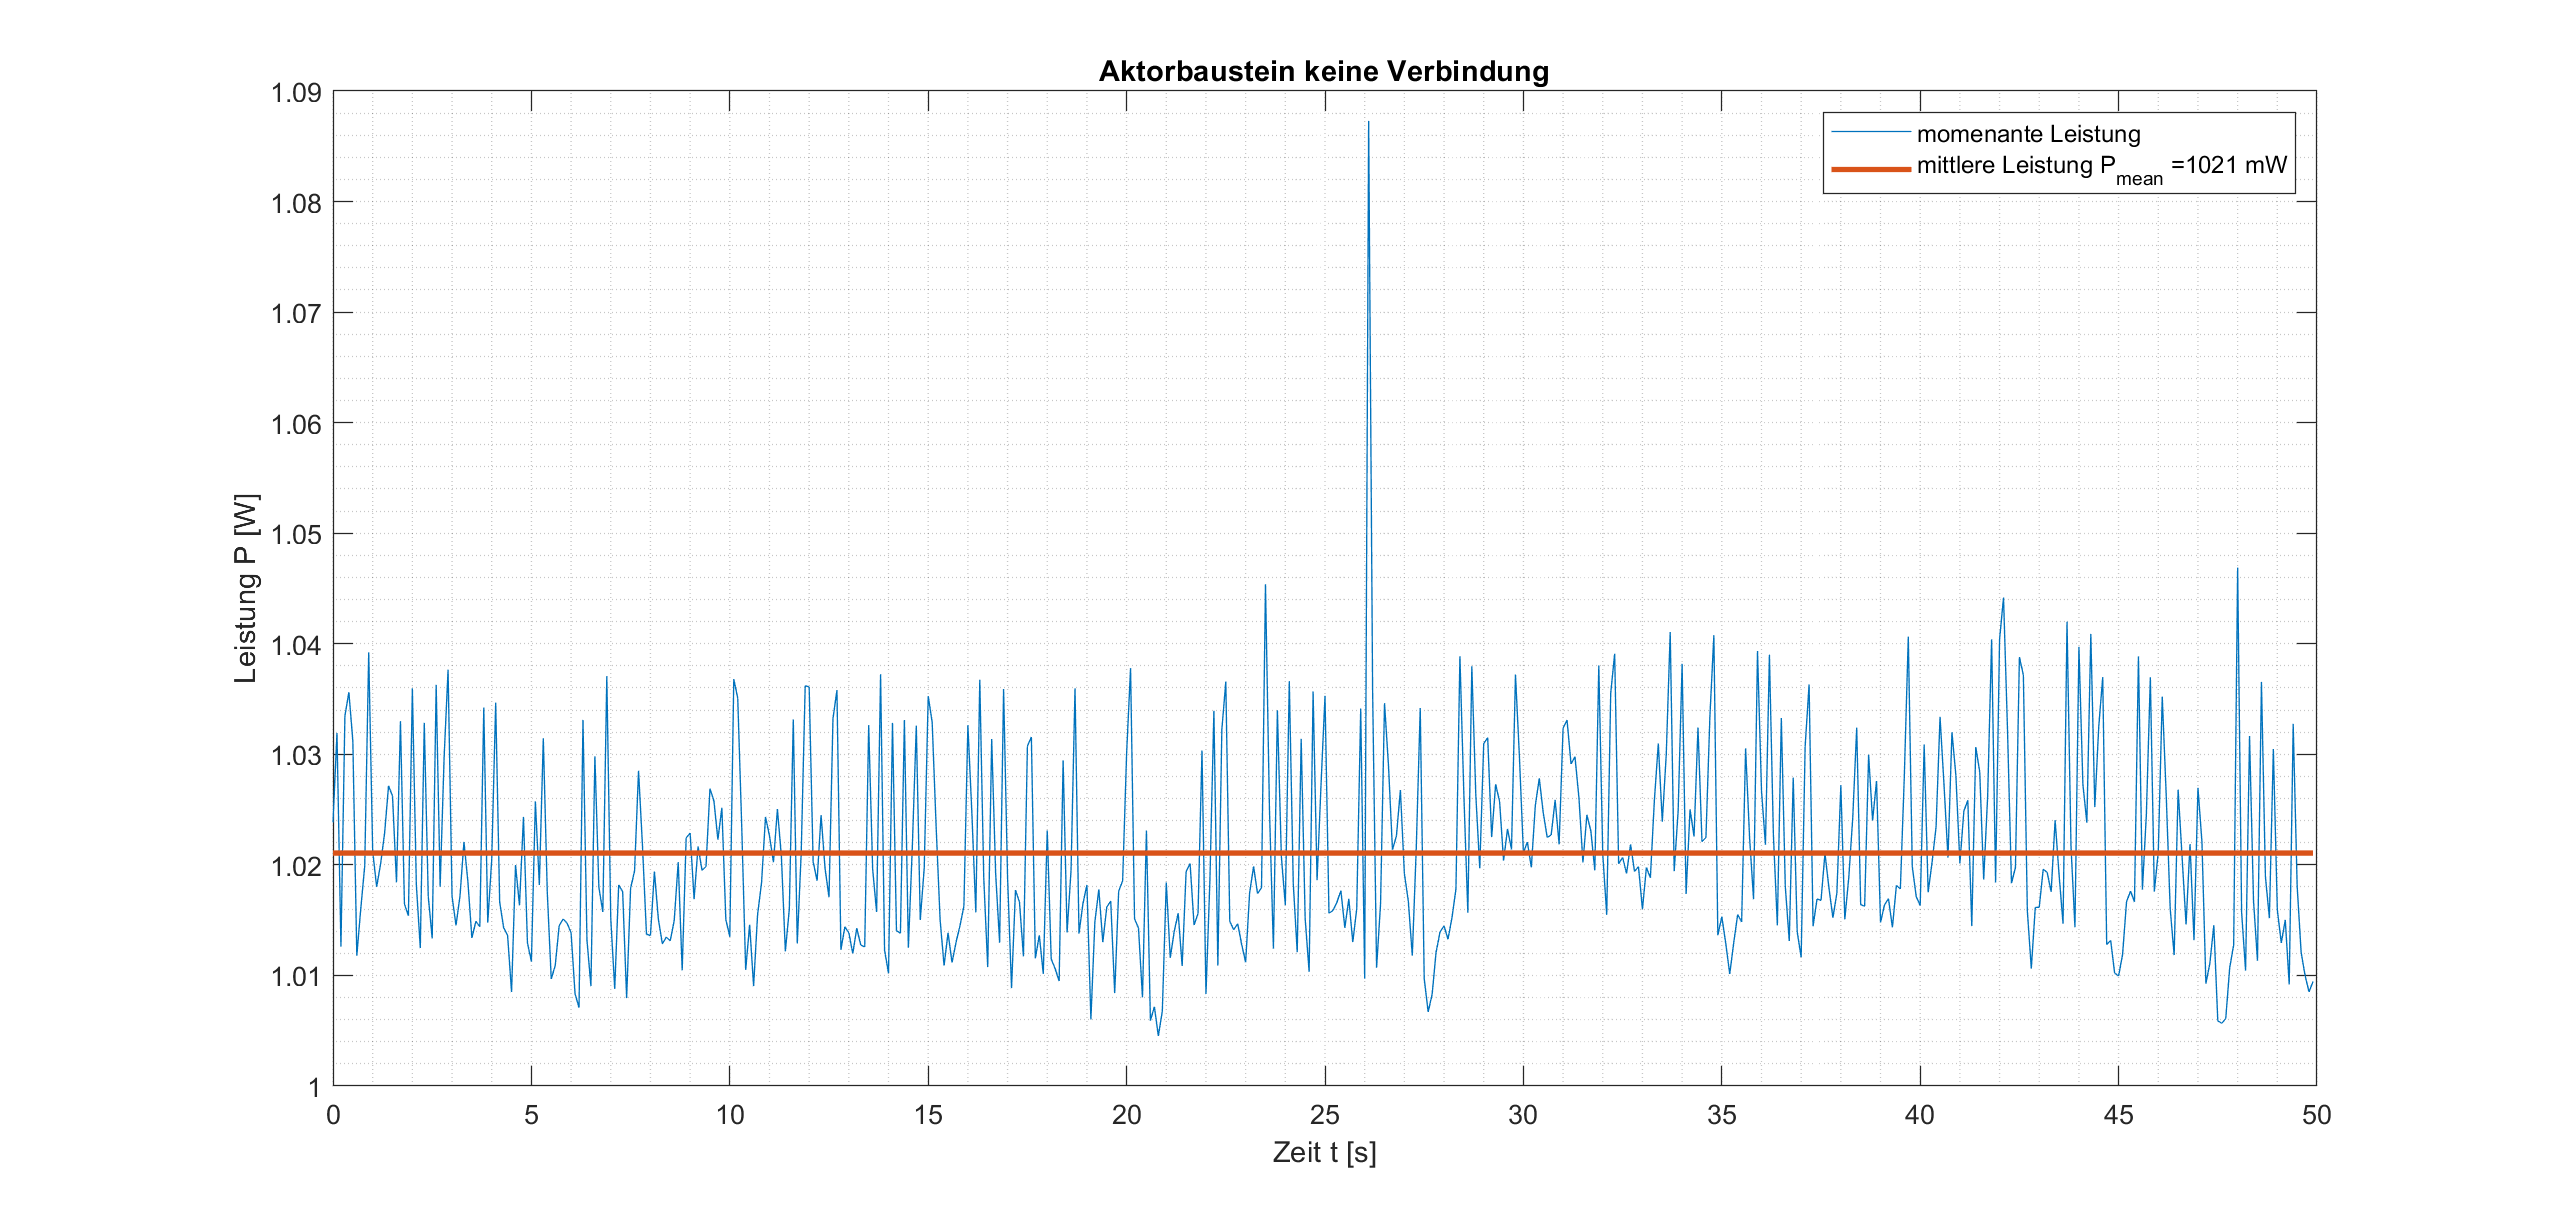 Aktorbaustein keine Verbindung
momenante Leistung
mittlere Leistung P_mean =1021 mW
Leistung P [W]
1.09
1.08
1.07
1.06
1.05
1.04
1.03
1.02
1.01
1
0 5 10 15 20 25 30 35 40 45 50
Zeit t [s]